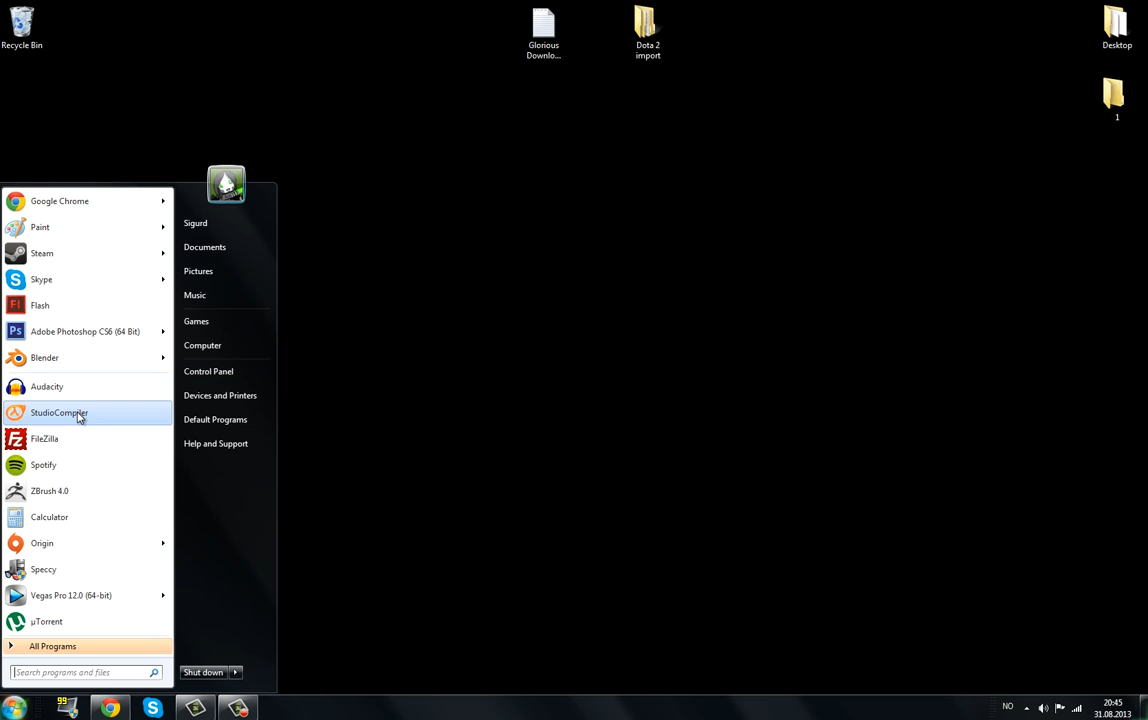 Recycle Bin
Glorious
Downlo...
Dota 2
import
Desktop
1
Google Chrome
Paint
Steam
Skype
Flash
Adobe Photoshop CS6 (64 Bit)
Blender
Audacity
StudioCompiler
FileZilla
Spotify
ZBrush 4.0
Calculator
Origin
Speccy
Vegas Pro 12.0 (64-bit)
µTorrent
All Programs
Search programs and files
Sigurd
Documents
Pictures
Music
Games
Computer
Control Panel
Devices and Printers
Default Programs
Help and Support
Shut down
99
NO
20:45
31.08.2013